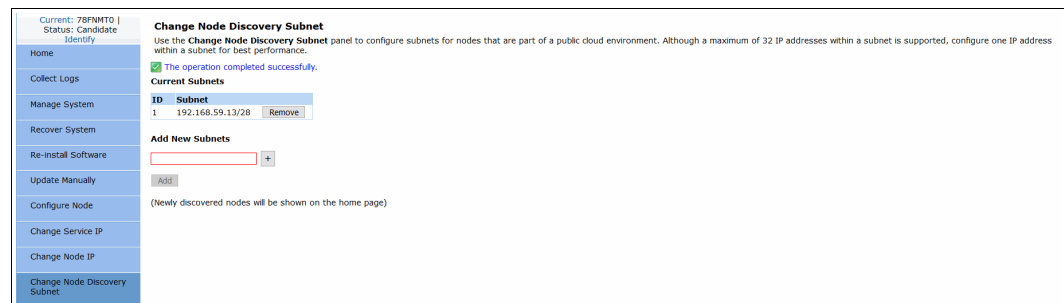 Current: 78FNMT0 |
Status: Candidate
Identify
Home
Collect Logs
Manage System
Recover System
Re-install Software
Update Manually
Configure Node
Change Service IP
Change Node IP
Change Node Discovery
Subnet
Change Node Discovery Subnet
Use the Change Node Discovery Subnet panel to configure subnets for nodes that are part of a public cloud environment. Although a maximum of 32 IP addresses within a subnet is supported, configure one IP address
within a subnet for best performance.
The operation completed successfully.
Current Subnets
ID Subnet
1 192.168.59.13/28 Remove
Add New Subnets
+
Add
(Newly discovered nodes will be shown on the home page)